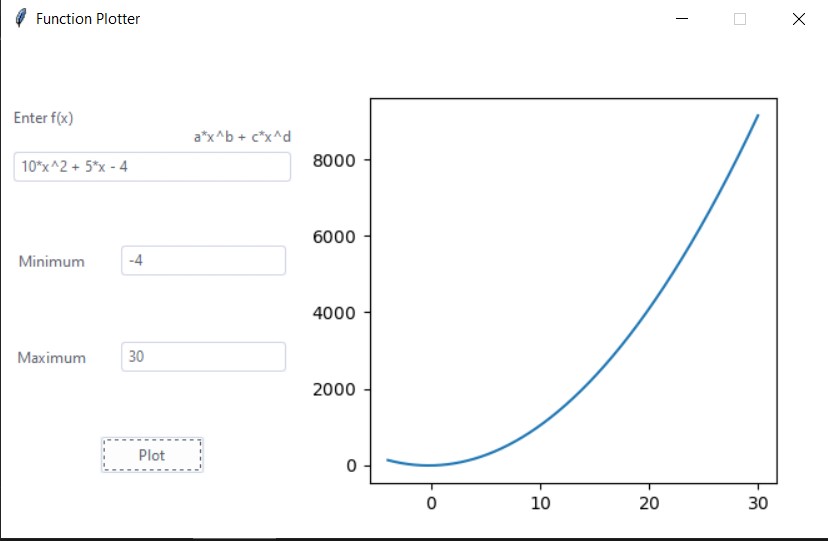 Function Plotter
Enter f(x)
a*x^b + c*x^d
10*x^2 + 5*x - 4
Minimum
-4
Maximum
30
Plot
8000
6000
4000
2000
0
0 10 20 30